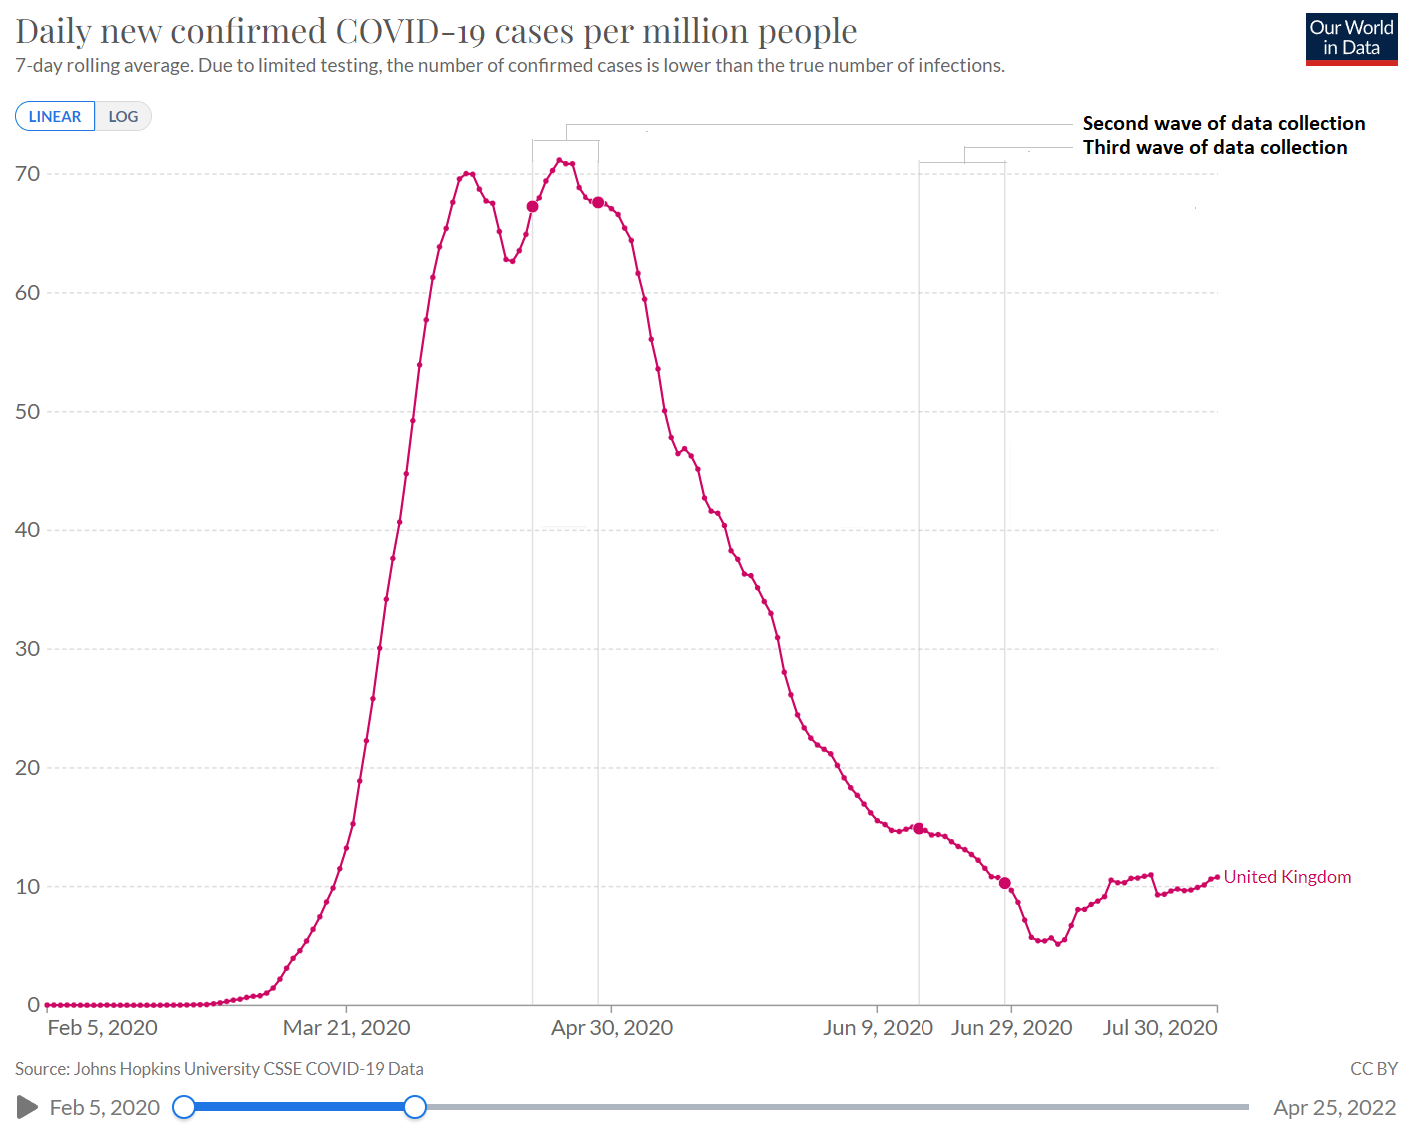 Daily new confirmed COVID-19 cases per million people
Our World
in Data
7-day rolling average. Due to limited testing, the number of confirmed cases is lower than the true number of infections.
LINEAR LOG
Second wave of data collection
Third wave of data collection
70
60
50
40
30
20
10
United Kingdom
0
Feb 5, 2020 Mar 21, 2020 Apr 30, 2020 Jun 9, 2020 Jun 29, 2020 Jul 30, 2020
Source: Johns Hopkins University CSSE COVID-19 Data CC BY
Feb 5, 2020 Apr 25, 2022